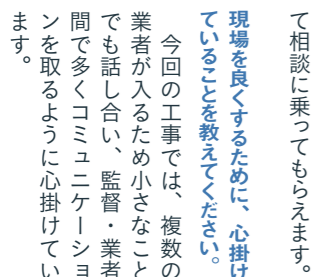 て相談に乗ってもらえます。
現場を良くするために、心掛け
ていることを教えてください。
今回の工事では、複数の
業者が入るため小さなこと
でも話し合い、監督・業者
間で多くコミュニケーショ
ンを取るように心掛けてい
ます。